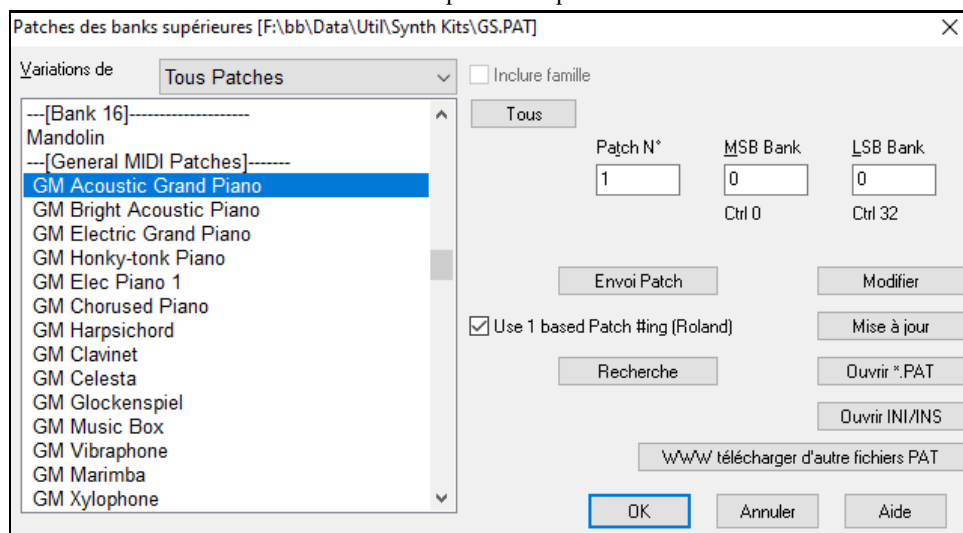 Patches des banks supérieures [F:\bb\Data\Util\Synth Kits\GS.PAT]
Variations de
Tous Patches
Inclure famille
---[Bank 16]--------------------
Mandolin
---[General MIDI Patches]-------
GM Acoustic Grand Piano
GM Bright Acoustic Piano
GM Electric Grand Piano
GM Honky-tonk Piano
GM Elec Piano 1
GM Chorused Piano
GM Harpsichord
GM Clavinet
GM Celesta
GM Glockenspiel
GM Music Box
GM Vibraphone
GM Marimba
GM Xylophone
Tous
Patch N° MSB Bank LSB Bank
1 0 0
Ctrl 0 Ctrl 32
Envoi Patch Modifier
Use 1 based Patch #ing (Roland) Mise à jour
Recherche Ouvrir *.PAT
Ouvrir INI/INS
WWW télécharger d'autre fichiers PAT
OK Annuler Aide